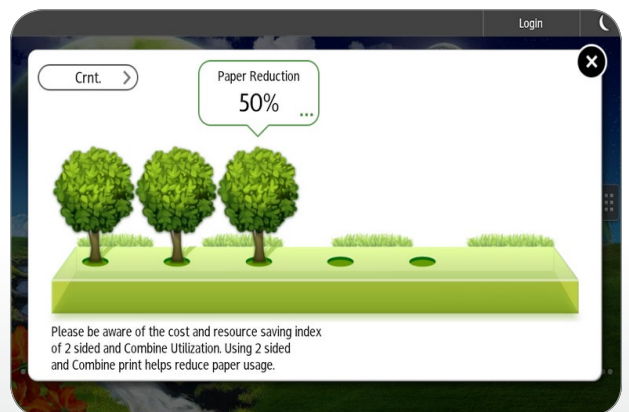 Login
Crnt.
Paper Reduction
50%
...
Please be aware of the cost and resource saving index
of 2 sided and Combine Utilization. Using 2 sided
and Combine print helps reduce paper usage.